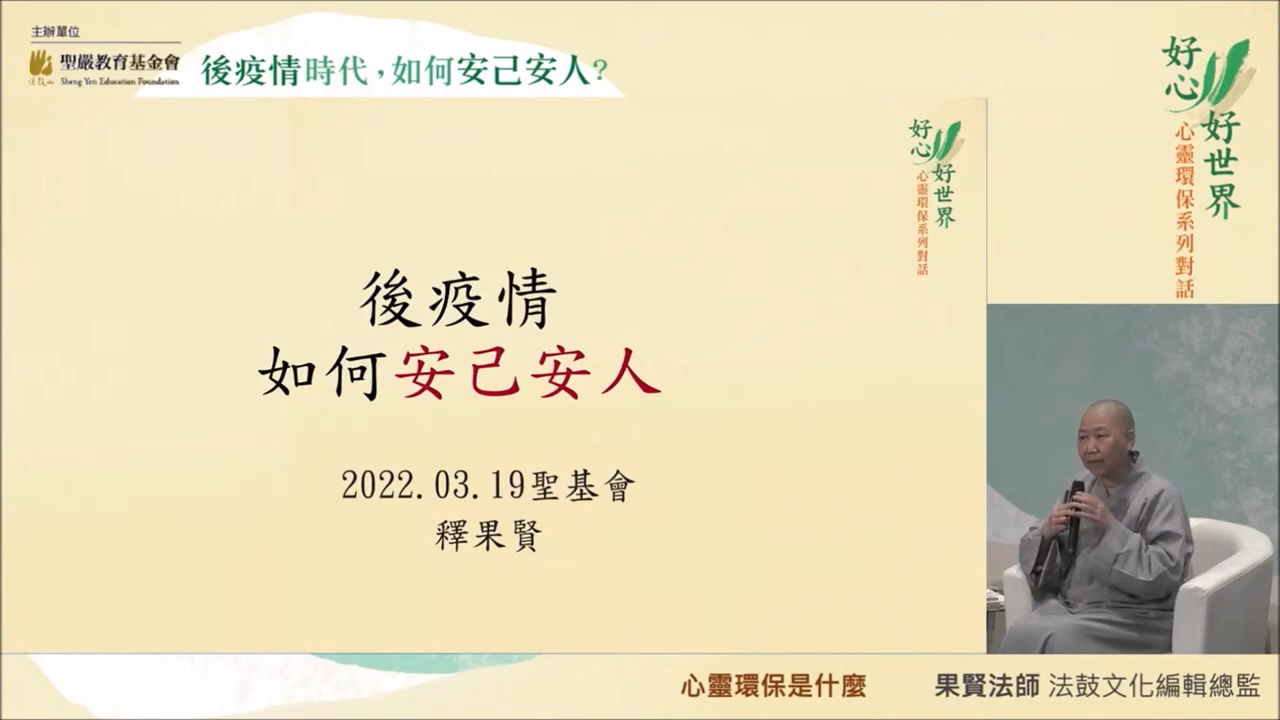 主辦單位
聖嚴教育基金會
Sheng Yen Education Foundation
法鼓山
後疫情時代，如何安己安人？
好心
好世界
心靈環保系列對話
好心
好世界
心靈環保系列對話
後疫情
如何安己安人
2022.03.19聖基會
釋果賢
心靈環保是什麼
果賢法師 法鼓文化編輯總監